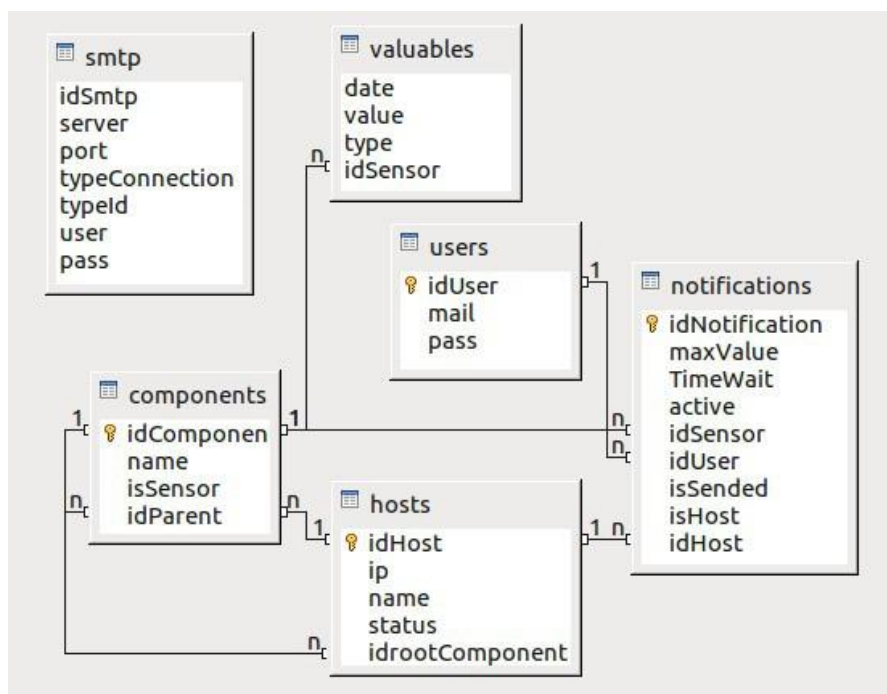 smtp
idSmtp
server
port
typeConnection
typeId
user
pass
valuables
date
value
type
idSensor
n
users
idUser
mail
pass
1
notifications
idNotification
maxValue
TimeWait
active
idSensor
idUser
isSended
isHost
idHost
n
n
components
idComponen
name
isSensor
idParent
1
n
1
n
hosts
idHost
ip
name
status
idrootComponent
1
n
1 n